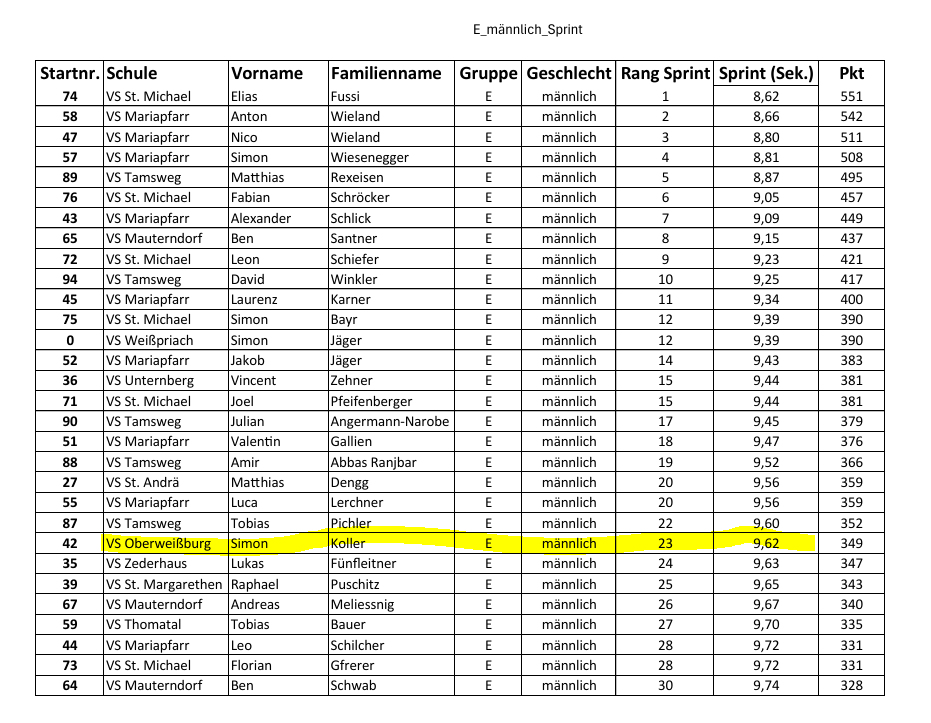 E_männlich_Sprint
Startnr. Schule Vorname Familienname Gruppe Geschlecht Rang Sprint Sprint (Sek.) Pkt
74 VS St. Michael Elias Fussi E männlich 1 8,62 551
58 VS Mariapfarr Anton Wieland E männlich 2 8,66 542
47 VS Mariapfarr Nico Wieland E männlich 3 8,80 511
57 VS Mariapfarr Simon Wiesenegger E männlich 4 8,81 508
89 VS Tamsweg Matthias Rexeisen E männlich 5 8,87 495
76 VS St. Michael Fabian Schröcker E männlich 6 9,05 457
43 VS Mariapfarr Alexander Schlick E männlich 7 9,09 449
65 VS Mauterndorf Ben Santner E männlich 8 9,15 437
72 VS St. Michael Leon Schiefer E männlich 9 9,23 421
94 VS Tamsweg David Winkler E männlich 10 9,25 417
45 VS Mariapfarr Laurenz Karner E männlich 11 9,34 400
75 VS St. Michael Simon Bayr E männlich 12 9,39 390
0 VS Weißpriach Simon Jäger E männlich 12 9,39 390
52 VS Mariapfarr Jakob Jäger E männlich 14 9,43 383
36 VS Unternberg Vincent Zehner E männlich 15 9,44 381
71 VS St. Michael Joel Pfeifenberger E männlich 15 9,44 381
90 VS Tamsweg Julian Angermann-Narobe E männlich 17 9,45 379
51 VS Mariapfarr Valentin Gallien E männlich 18 9,47 376
88 VS Tamsweg Amir Abbas Ranjbar E männlich 19 9,52 366
27 VS St. Andrä Matthias Dengg E männlich 20 9,56 359
55 VS Mariapfarr Luca Lerchner E männlich 20 9,56 359
87 VS Tamsweg Tobias Pichler E männlich 22 9,60 352
42 VS Oberweißburg Simon Koller E männlich 23 9,62 349
35 VS Zederhaus Lukas Fünfleitner E männlich 24 9,63 347
39 VS St. Margarethen Raphael Puschitz E männlich 25 9,65 343
67 VS Mauterndorf Andreas Meliessnig E männlich 26 9,67 340
59 VS Thomatal Tobias Bauer E männlich 27 9,70 335
44 VS Mariapfarr Leo Schilcher E männlich 28 9,72 331
73 VS St. Michael Florian Gfrerer E männlich 28 9,72 331
64 VS Mauterndorf Ben Schwab E männlich 30 9,74 328